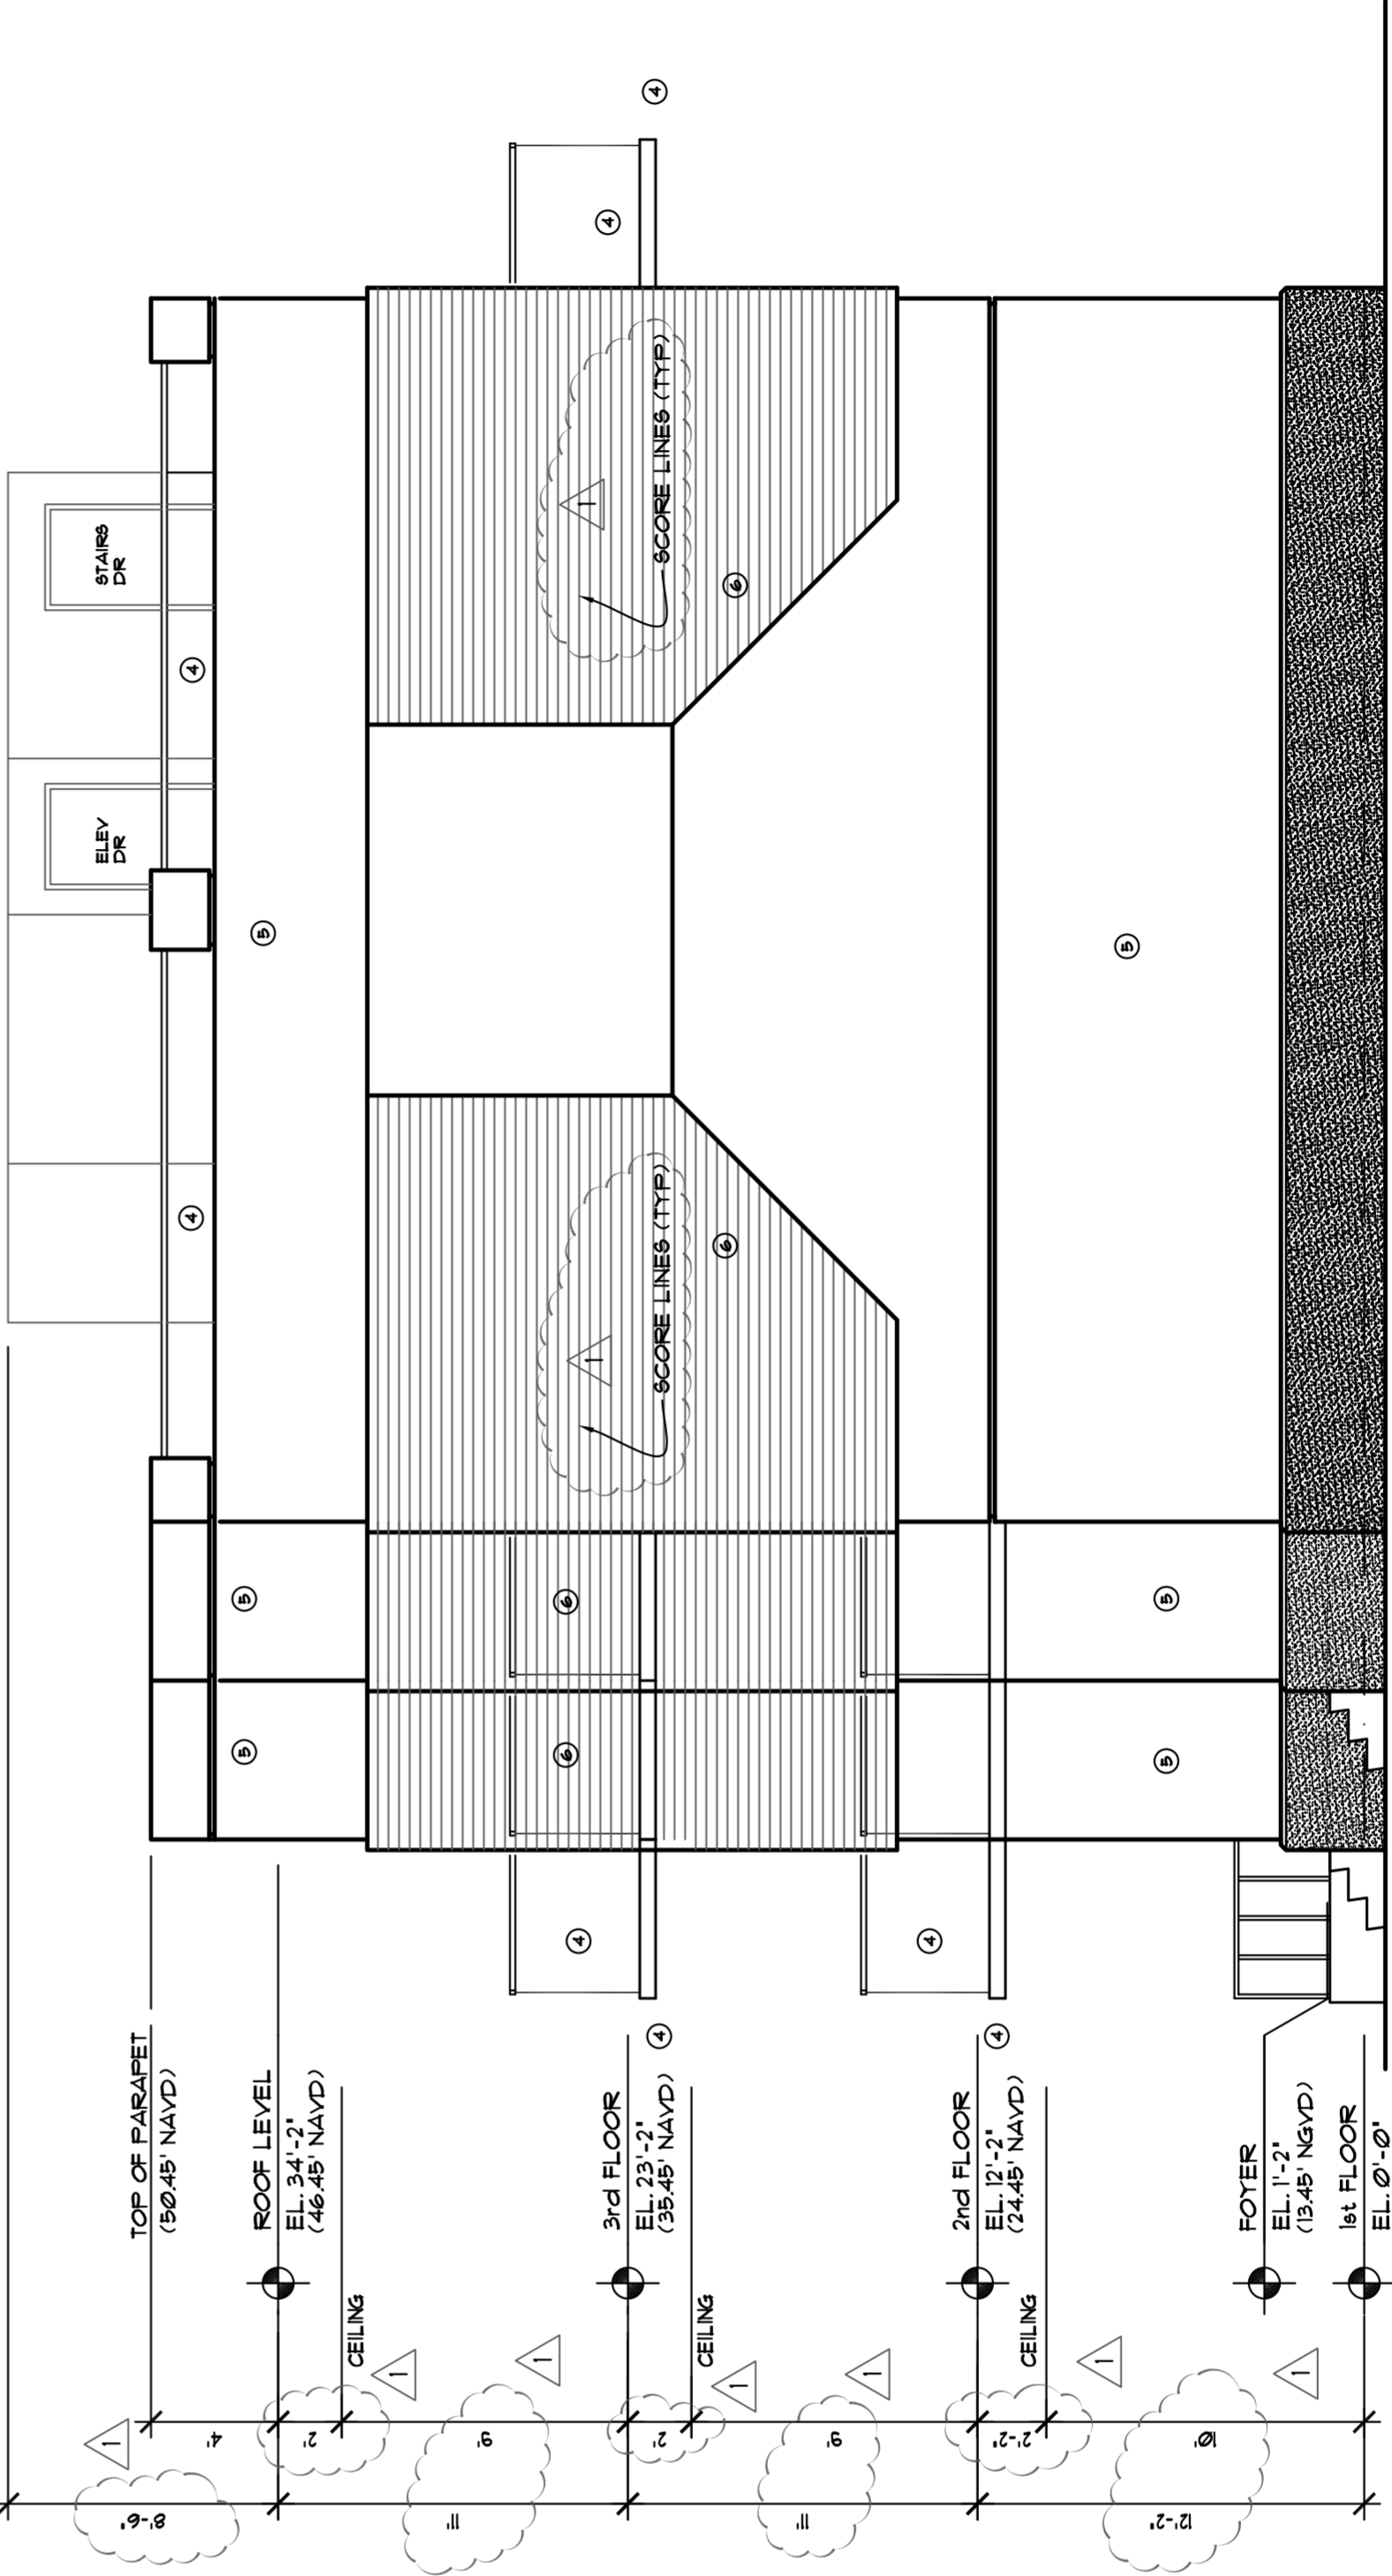 TOP OF PARAPET
(50.45' NAVD)
ROOF LEVEL
EL. 34'-2"
(46.45' NAVD)
CEILING
3rd FLOOR
EL. 23'-2"
(35.45' NAVD)
CEILING
2nd FLOOR
EL. 12'-2"
(24.45' NAVD)
CEILING
FOYER
EL. 1'-2"
(13.45' NGVD)
1st FLOOR
EL. 0'-0"
8'-6"
11'
11'
12'-2"
4'
2'
9'
2'
9'
2'-2"
10'
1
1
1
1
1
1
1
ELEV
DR
STAIRS
DR
4
4
5
5
5
SCORE LINES (TYP)
1
SCORE LINES (TYP)
1
6
6
6
6
4
4
4
4
4
4
5
5
5